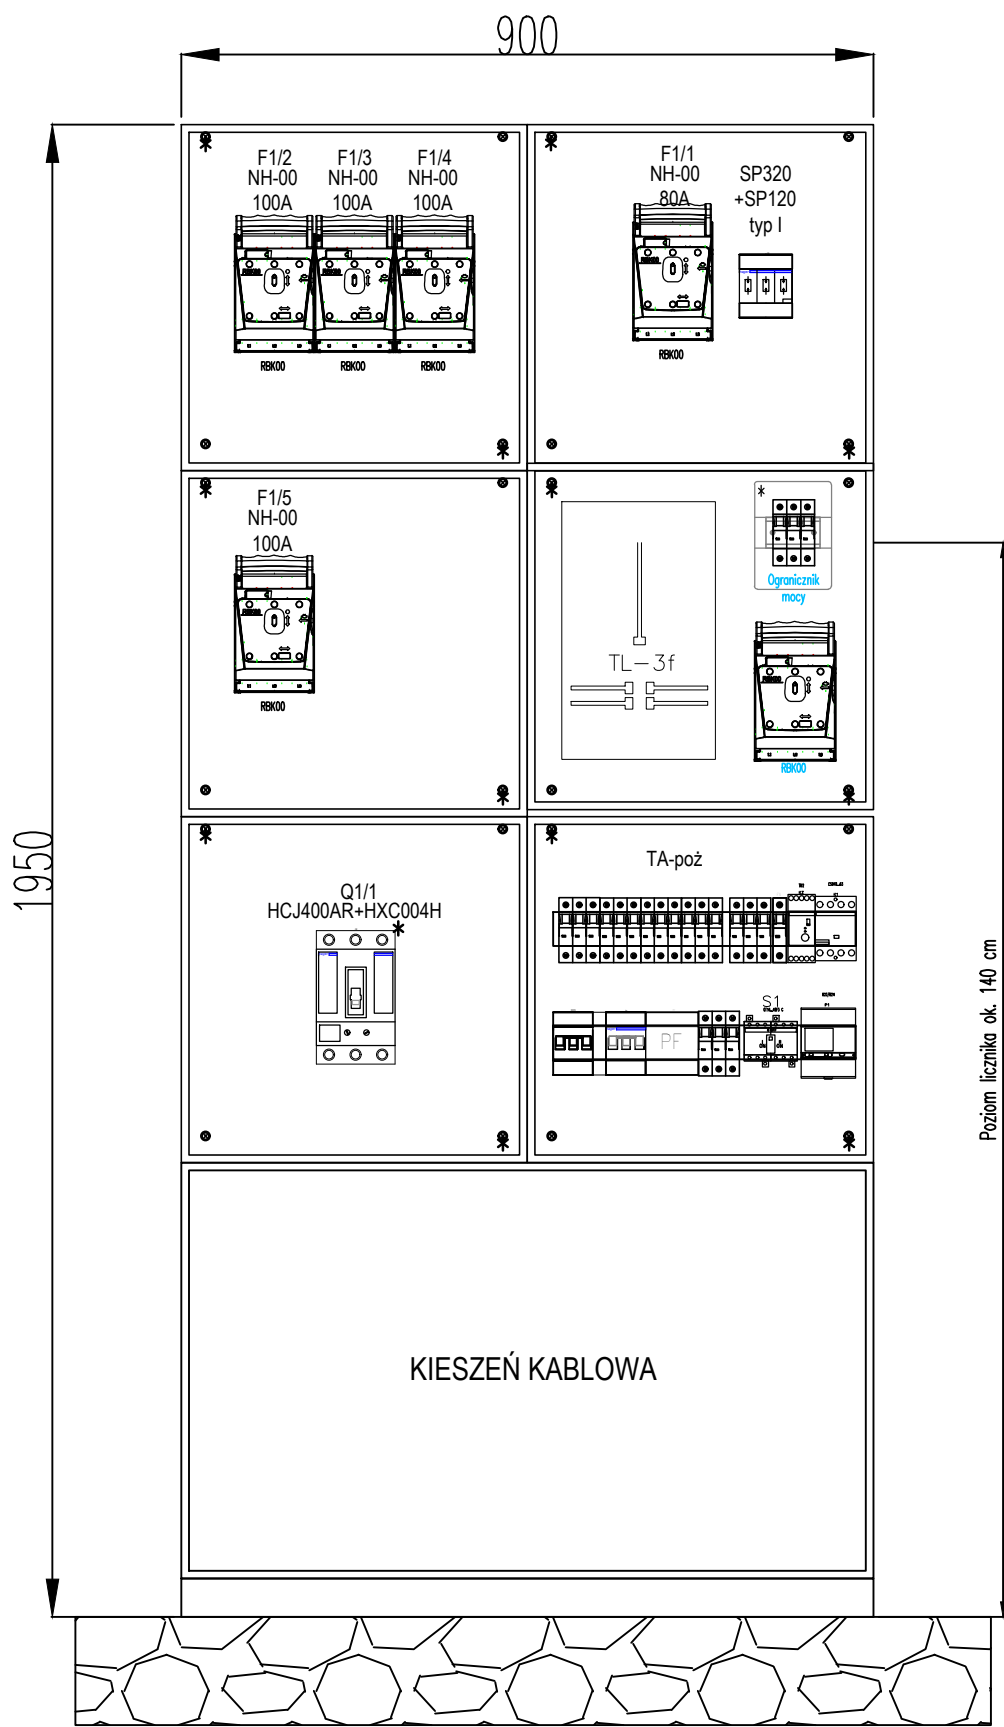 900
F1/2
NH-00
100A
F1/3
NH-00
100A
F1/4
NH-00
100A
RBK00
RBK00
RBK00
F1/1
NH-00
80A
RBK00
SP320
+SP120
typ I
F1/5
NH-00
100A
RBK00
TL-3f
Ogranicznik
mocy
RBK00
1950
Q1/1
HCJ400AR+HXC004H
TA-poż
S1
PF
Poziom licznika ok. 140 cm
KIESZEŃ KABLOWA